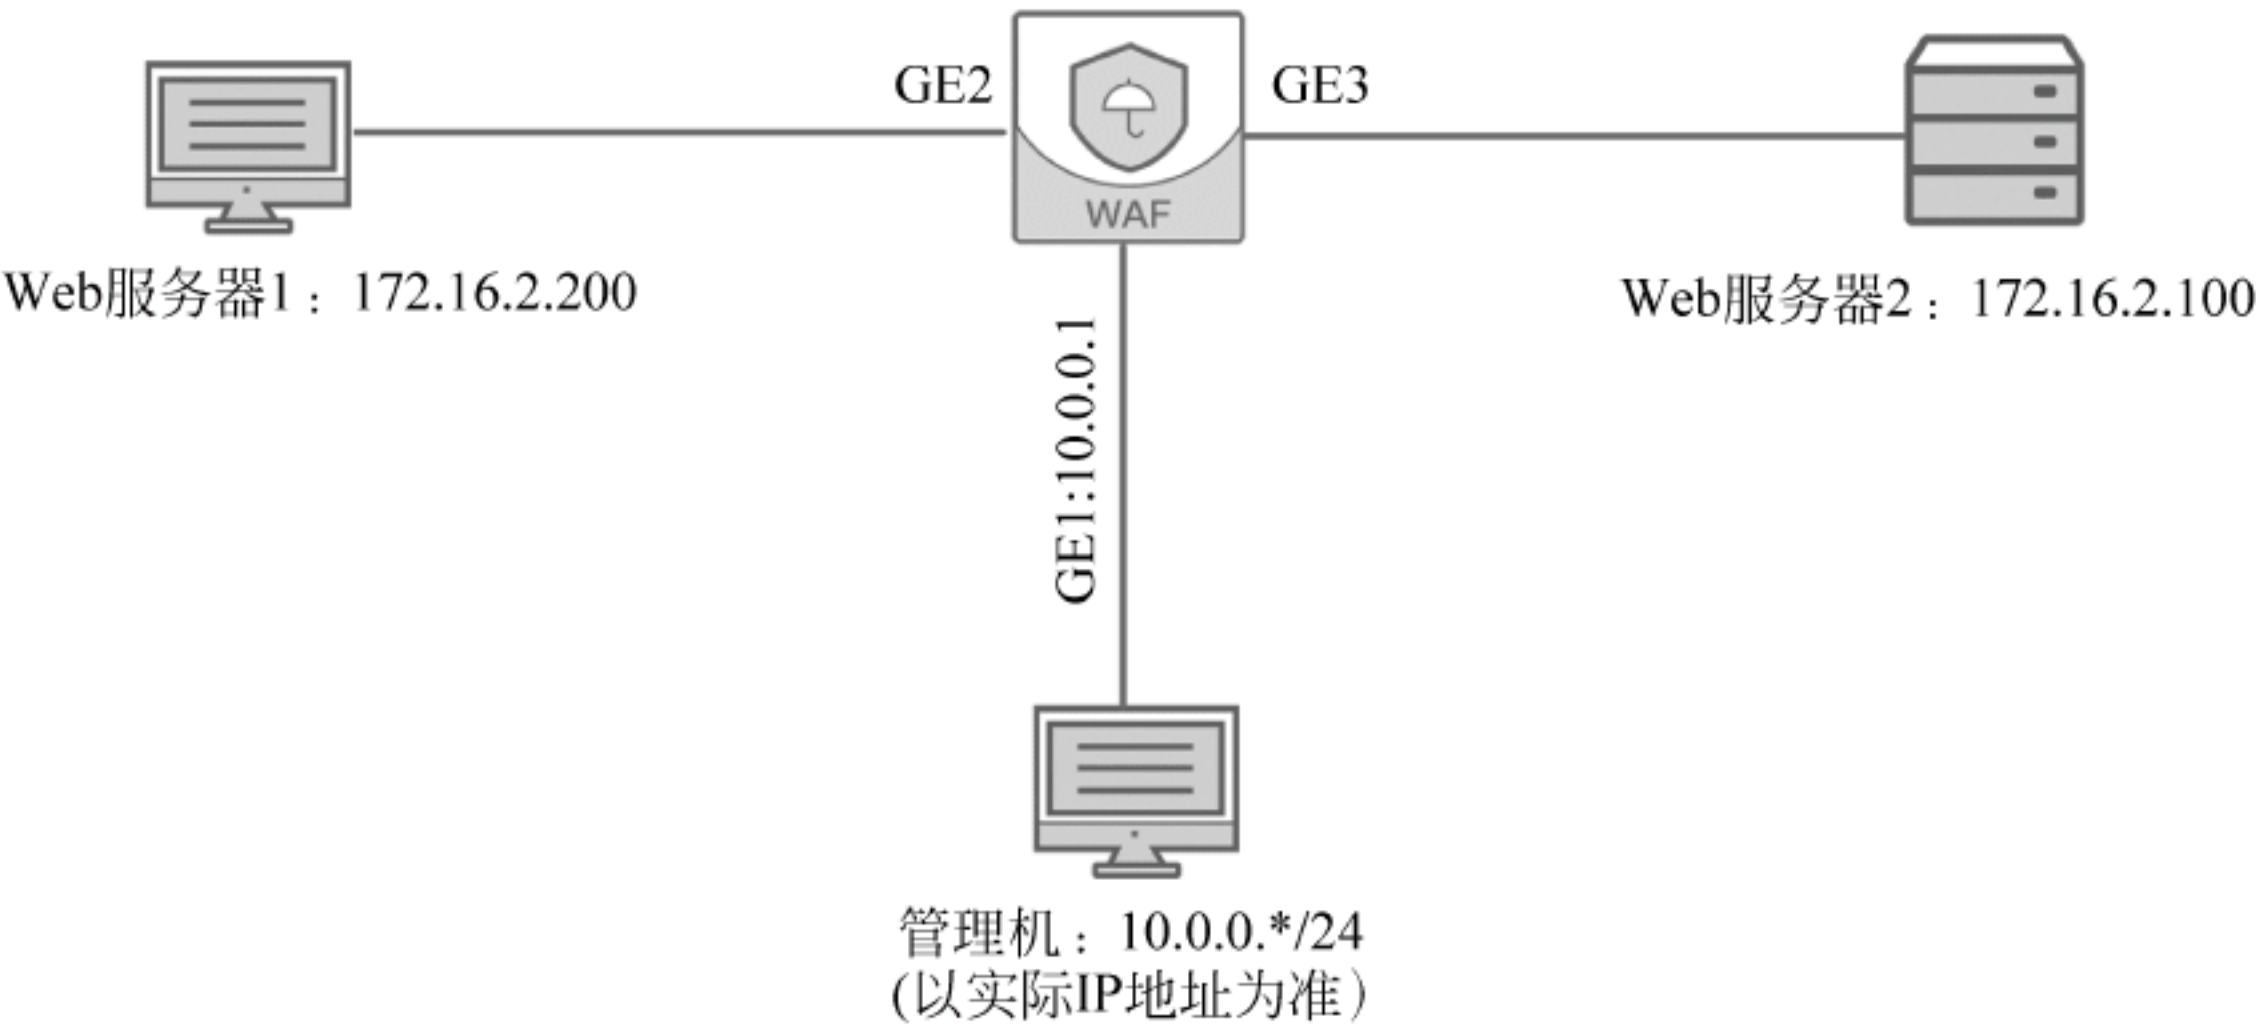 GE2
GE3
WAF
Web服务器1：172.16.2.200
Web服务器2：172.16.2.100
GE1:10.0.0.1
管理机：10.0.0.*/24
(以实际IP地址为准）